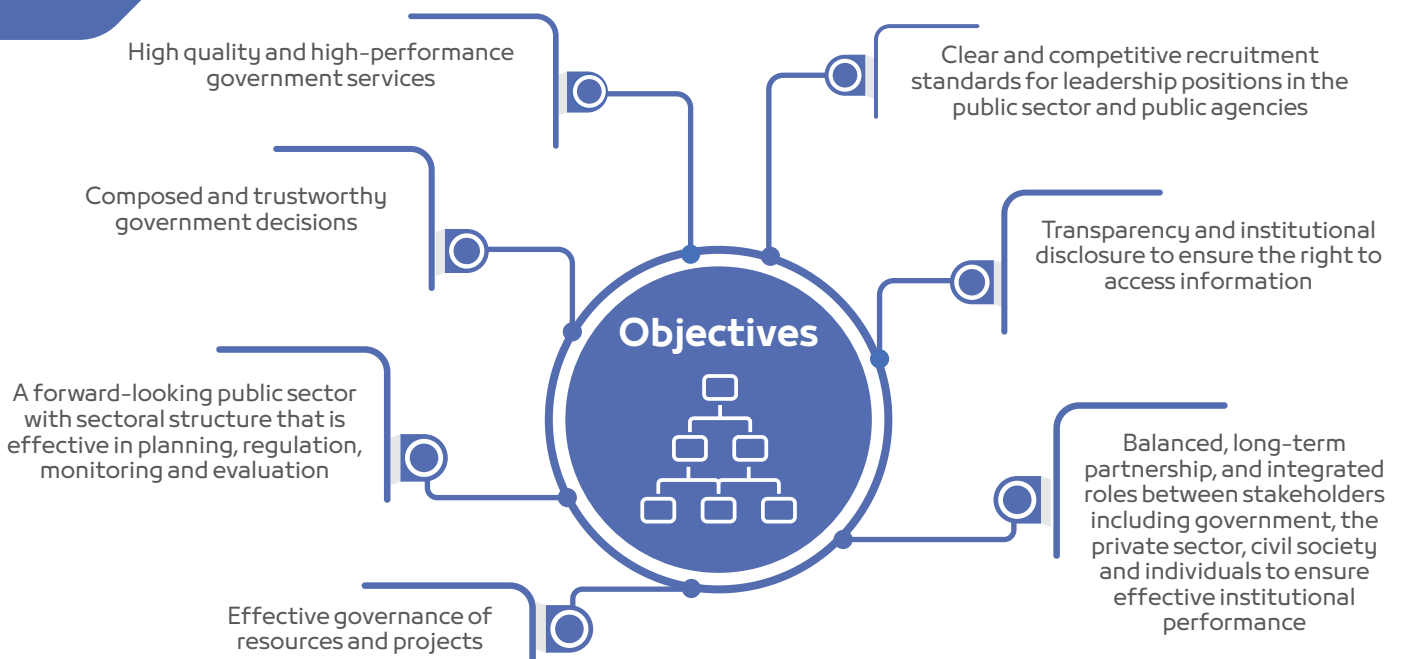 High quality and high-performance
government services
Clear and competitive recruitment
standards for leadership positions in the
public sector and public agencies
Composed and trustworthy
government decisions
Transparency and institutional
disclosure to ensure the right to
access information
Objectives
A forward-looking public sector
with sectoral structure that is
effective in planning, regulation,
monitoring and evaluation
Balanced, long-term
partnership, and integrated
roles between stakeholders
including government, the
private sector, civil society
and individuals to ensure
effective institutional
performance
Effective governance of
resources and projects